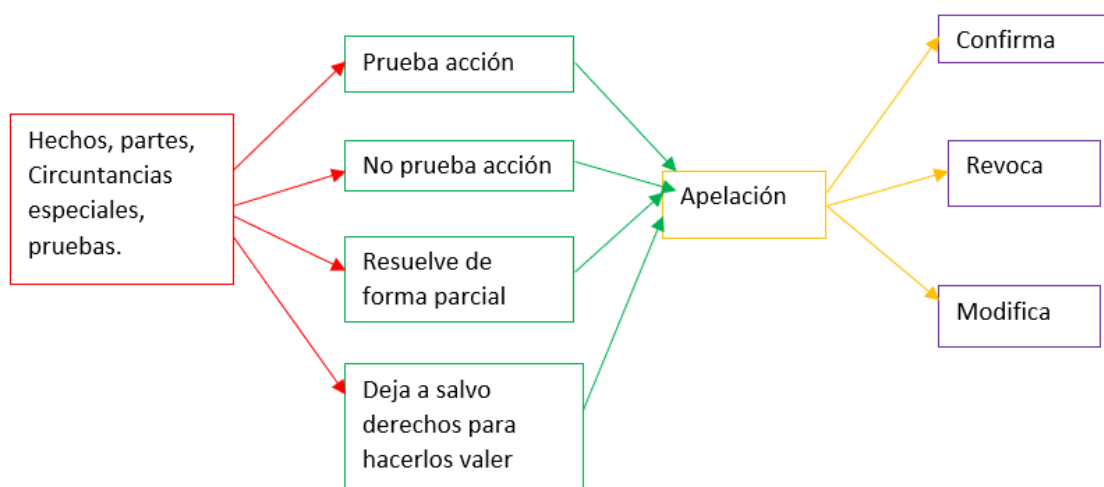 Hechos, partes,
Circuntancias
especiales,
pruebas.
Prueba acción
No prueba acción
Resuelve de
forma parcial
Deja a salvo
derechos para
hacerlos valer
Apelación
Confirma
Revoca
Modifica